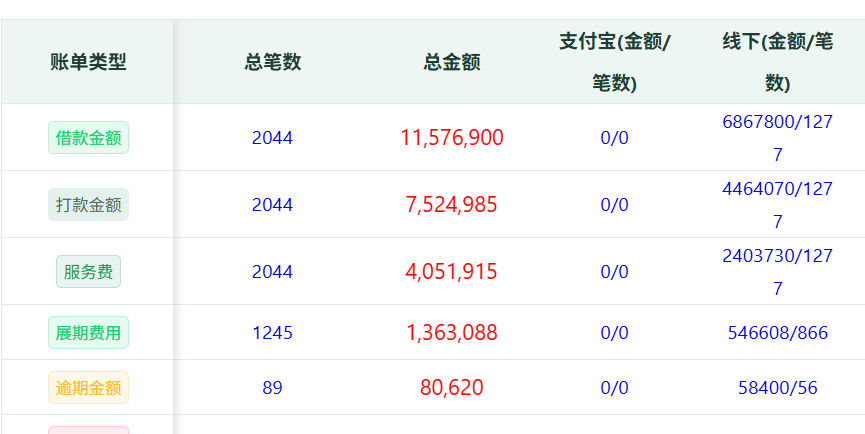 账单类型 总笔数 总金额 支付宝(金额/笔数) 线下(金额/笔数)
借款金额 2044 11,576,900 0/0 6867800/1277
打款金额 2044 7,524,985 0/0 4464070/1277
服务费 2044 4,051,915 0/0 2403730/1277
展期费用 1245 1,363,088 0/0 546608/866
逾期金额 89 80,620 0/0 58400/56